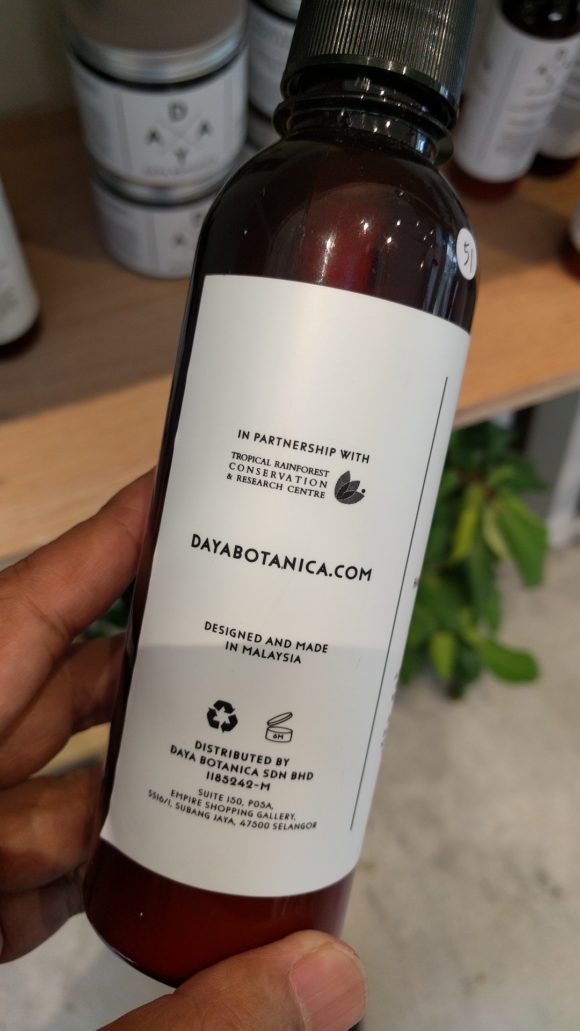 D
A A
Y
51
IN PARTNERSHIP WITH
TROPICAL RAINFOREST
CONSERVATION
& RESEARCH CENTRE
DAYABOTANICA.COM
DESIGNED AND MADE
IN MALAYSIA
6M
DISTRIBUTED BY
DAYA BOTANICA SDN BHD
1185242-M
SUITE 150, P05A,
EMPIRE SHOPPING GALLERY,
SS16/1, SUBANG JAYA, 47500 SELANGOR